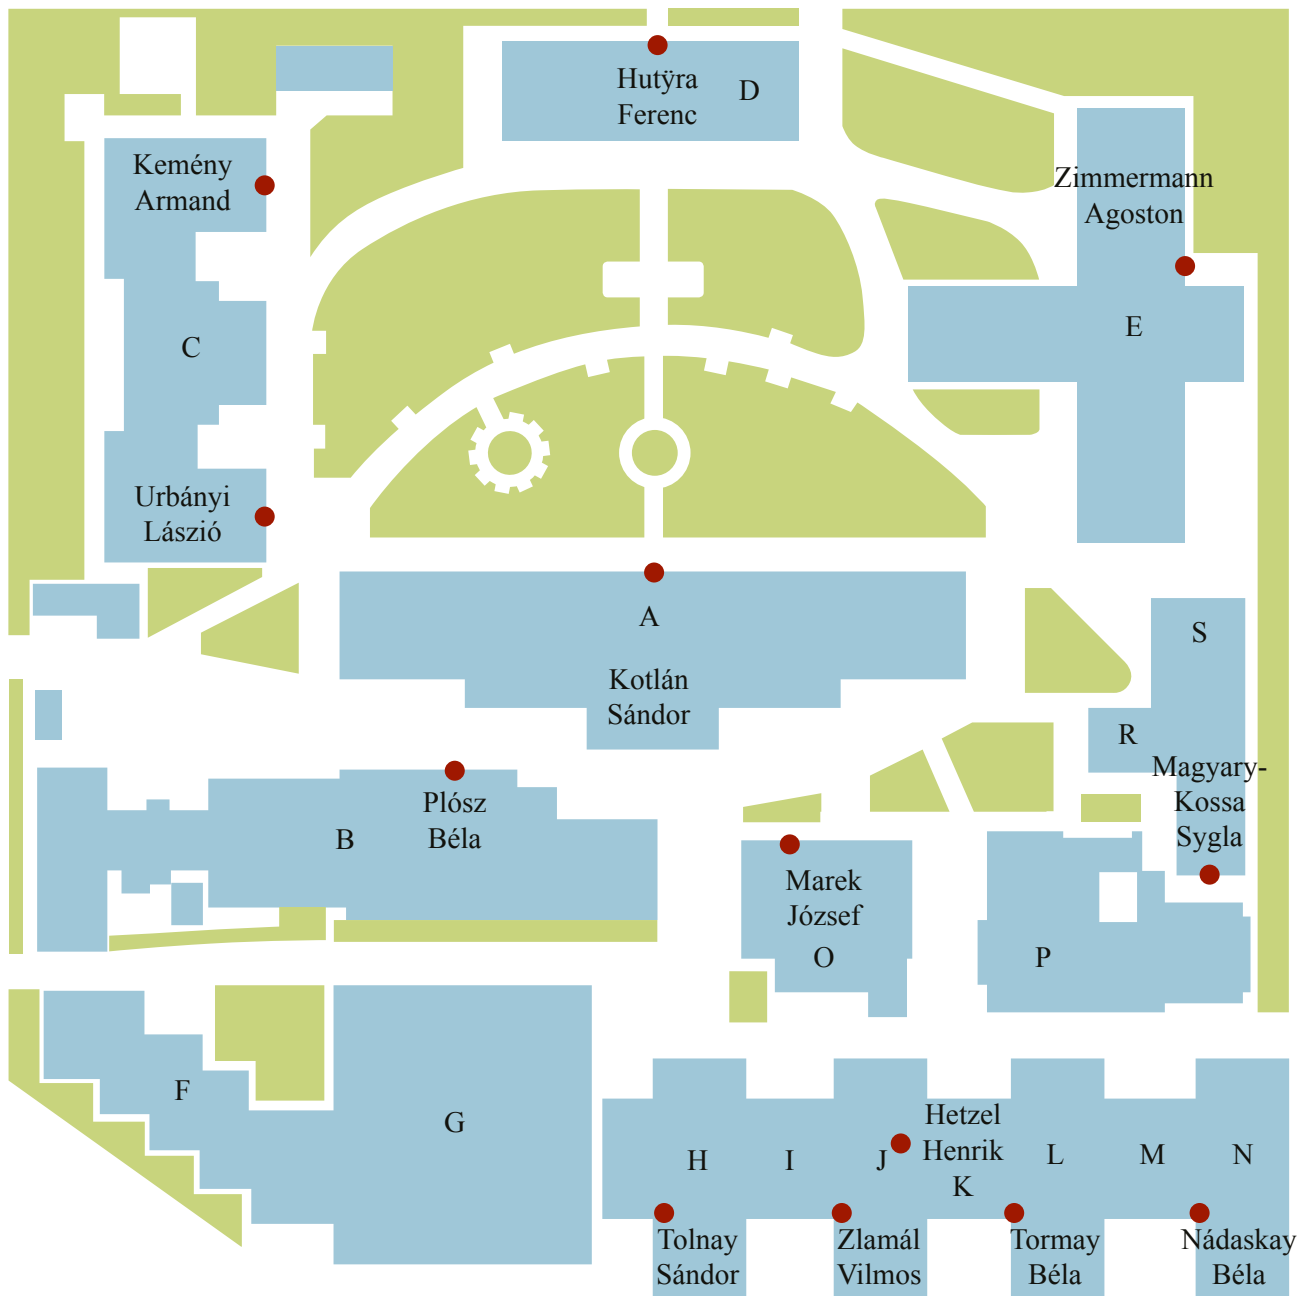 Hutÿra
Ferenc
D
Kemény
Armand
Zimmermann
Agoston
E
C
Urbányi
Lászió
A
Kotlán
Sándor
S
R
Magyary-
Kossa
Sygla
Plósz
Béla
B
Marek
József
O
P
F
G
H
I
J
Hetzel
Henrik
K
L
M
N
Tolnay
Sándor
Zlamál
Vilmos
Tormay
Béla
Nádaskay
Béla